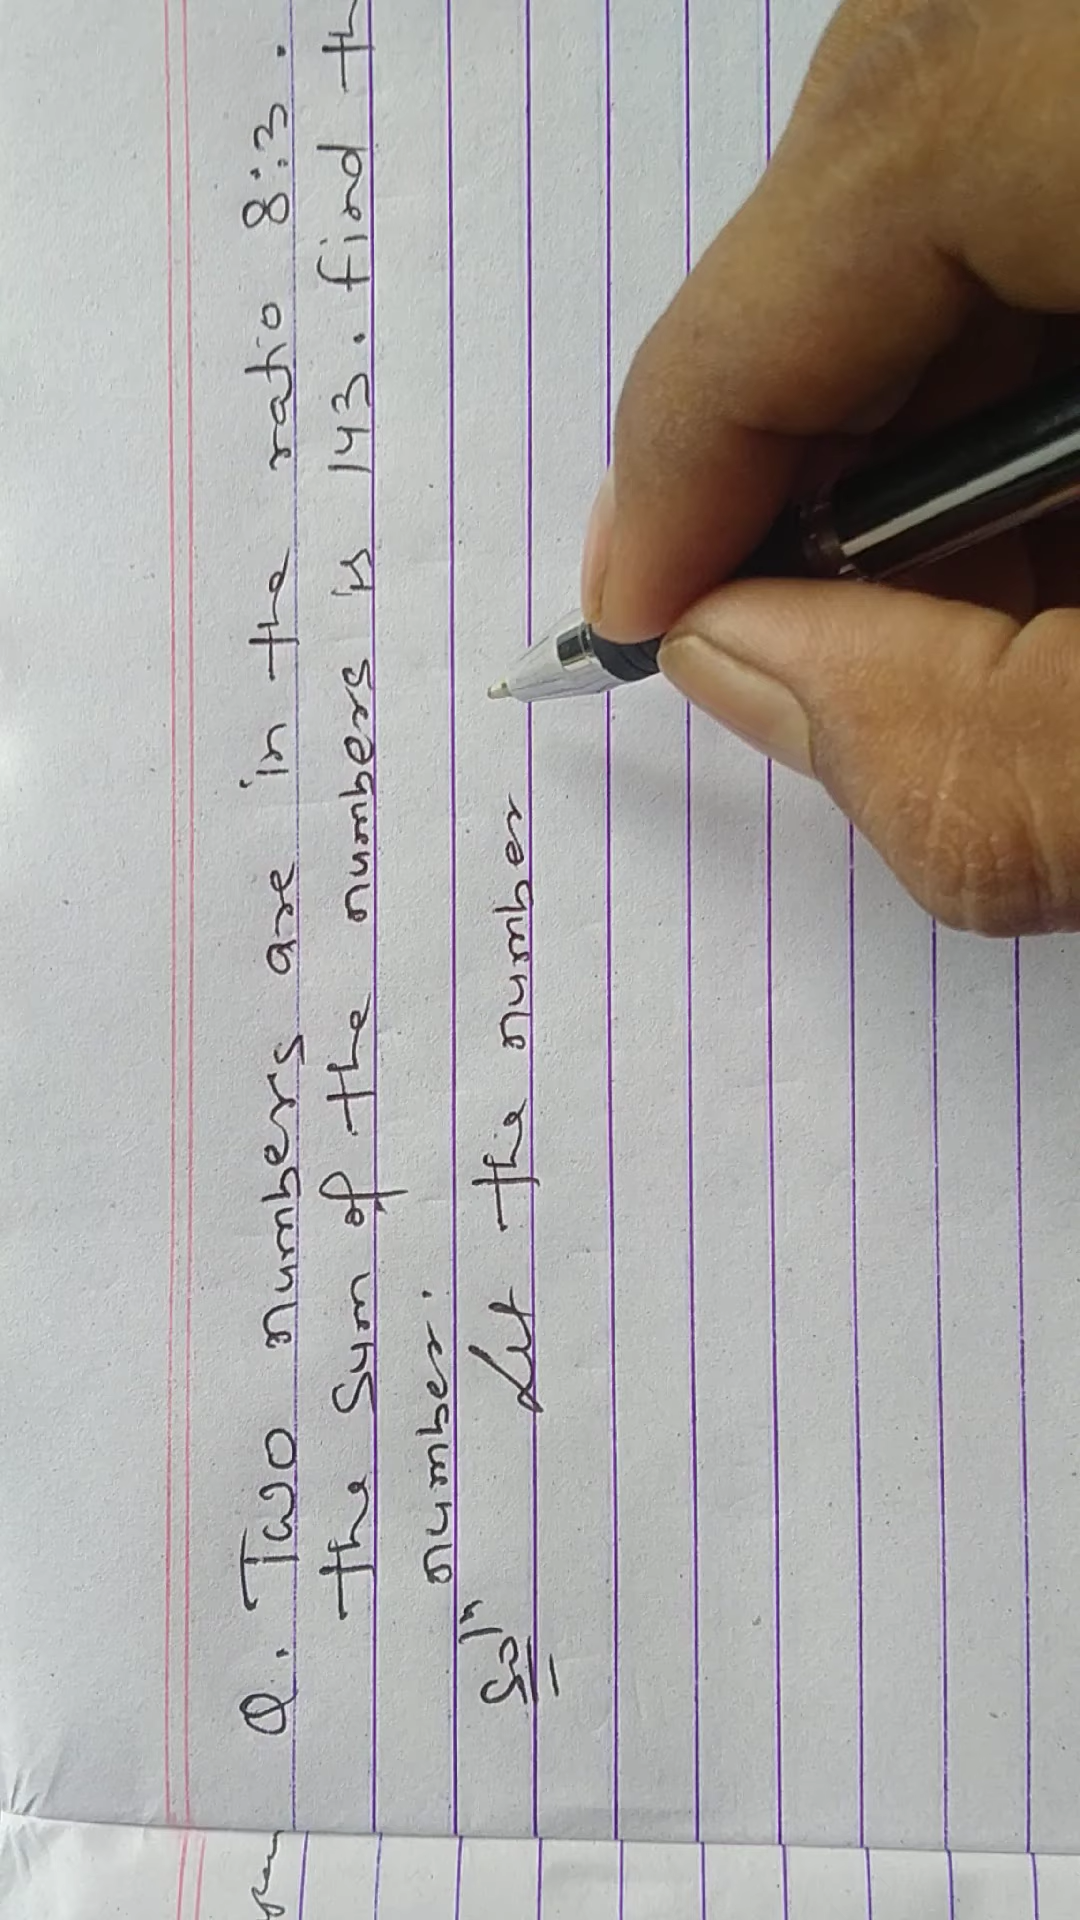 Q. Two numbers are in the ratio 8:3.
the sum of the numbers is 143. find th
number.
Solⁿ Let the number